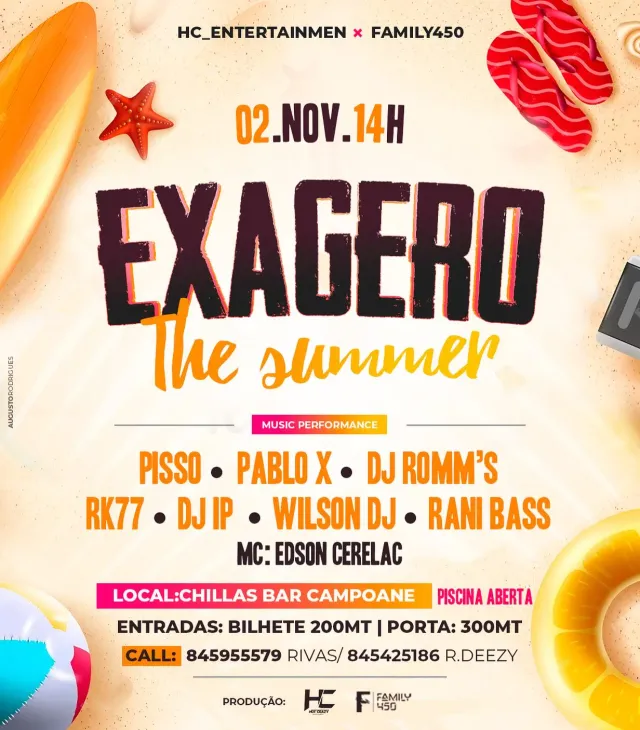 HC_ENTERTAINMEN × FAMILY450
02.NOV.14H
EXAGERO
The summer
AUGUSTORODRIGUES
MUSIC PERFORMANCE
PISSO • PABLO X • DJ ROMM'S
RK77 • DJ IP • WILSON DJ • RANI BASS
MC: EDSON CERELAC
LOCAL:CHILLAS BAR CAMPOANE PISCINA ABERTA
ENTRADAS: BILHETE 200MT | PORTA: 300MT
CALL: 845955579 RIVAS/ 845425186 R.DEEZY
PRODUÇÃO: HC F FAMILY
450